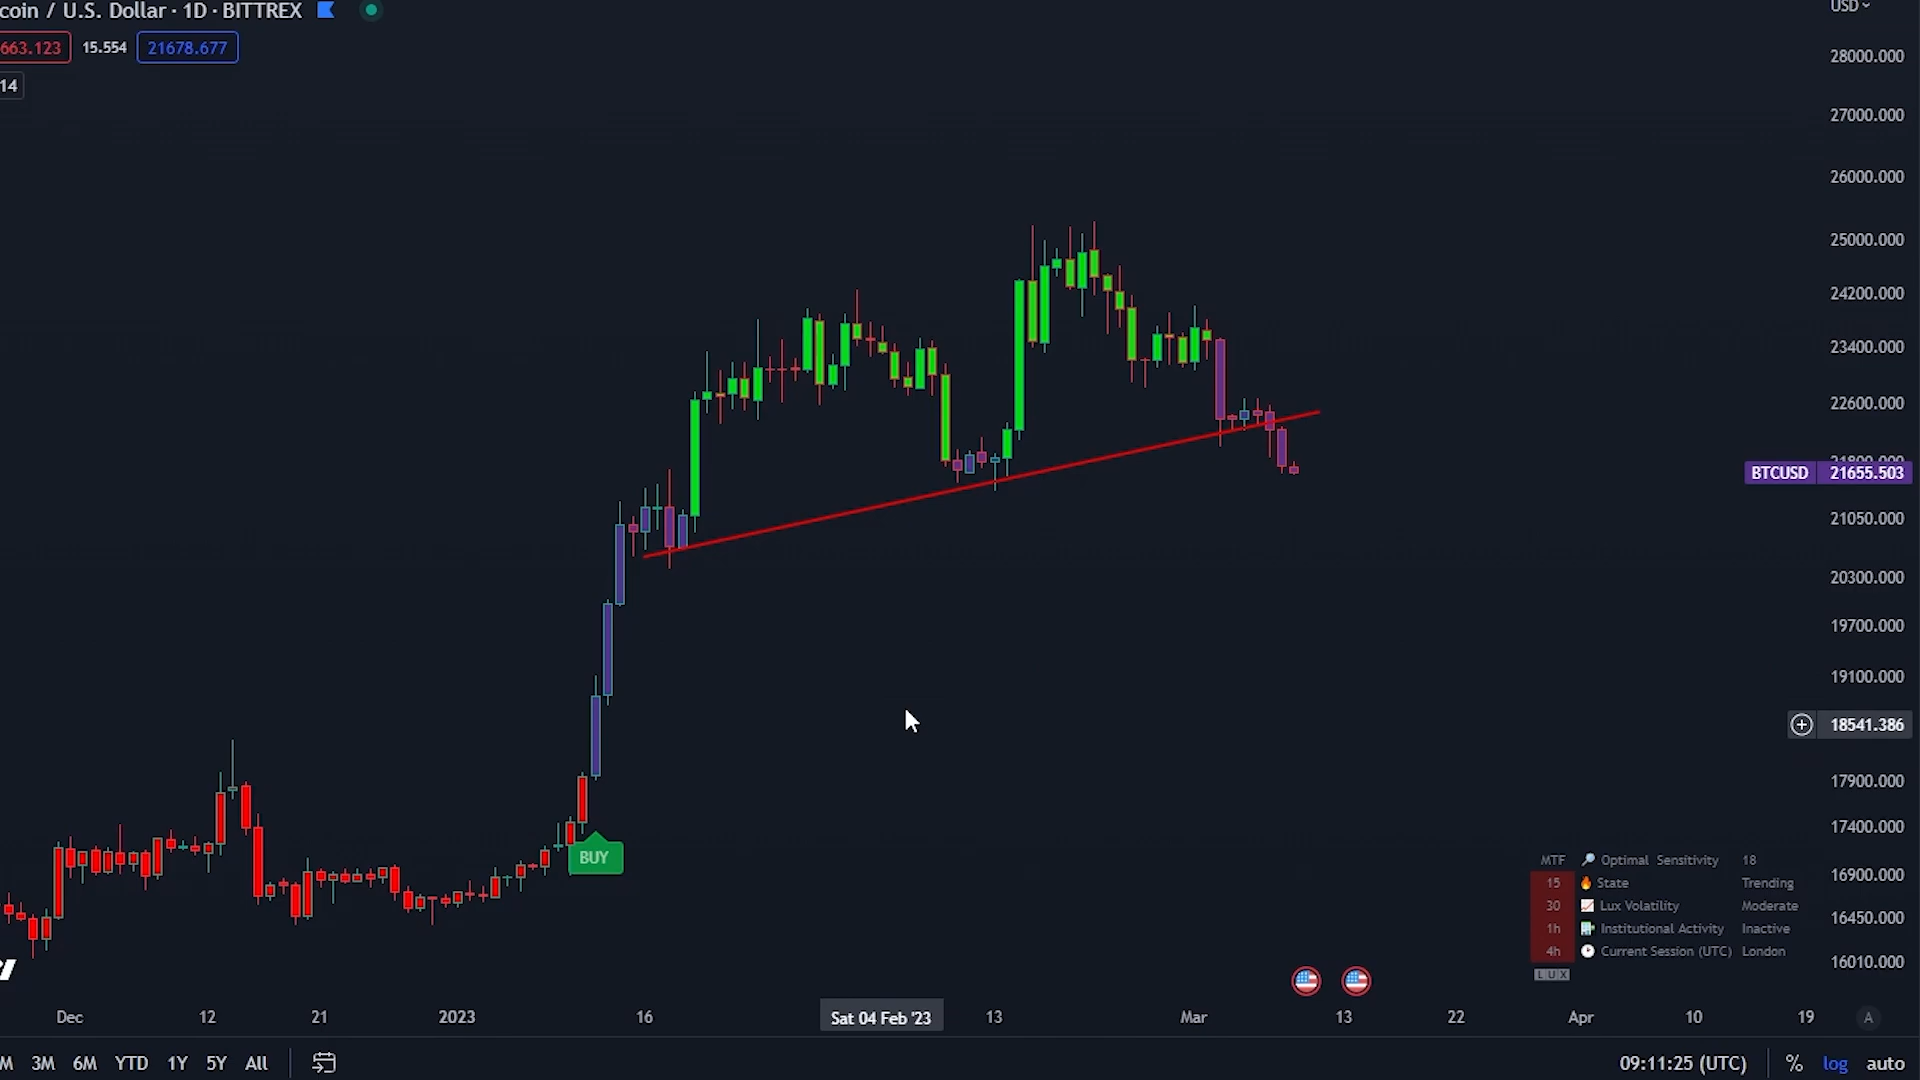 coin / U.S. Dollar · 1D · BITTREX
USD
663.123 15.554 21678.677
14
28000.000
27000.000
26000.000
25000.000
24200.000
23400.000
22600.000
21800.000
BTCUSD 21655.503
21050.000
20300.000
19700.000
19100.000
18541.386
17900.000
17400.000
16900.000
16450.000
16010.000
BUY
MTF Optimal Sensitivity 18
15 State Trending
30 Lux Volatility Moderate
1h Institutional Activity Inactive
4h Current Session (UTC) London
LUX
Dec 12 21 2023 16 Sat 04 Feb '23 13 Mar 13 22 Apr 10 19 A
M 3M 6M YTD 1Y 5Y All 09:11:25 (UTC) % log auto